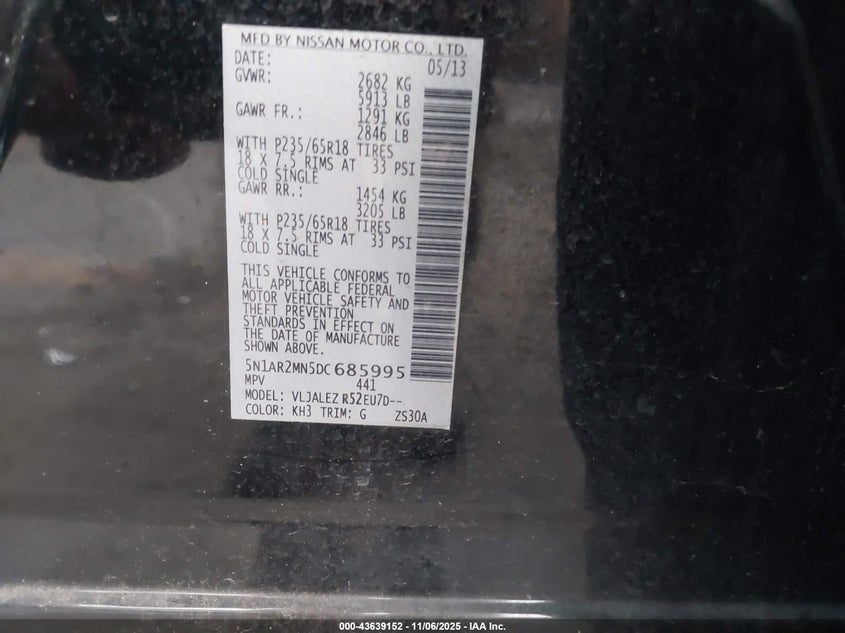 MFD BY NISSAN MOTOR CO., LTD.
DATE: 05/13
GVWR: 2682 KG
5913 LB
GAWR FR.: 1291 KG
2846 LB
WITH P235/65R18 TIRES
18 X 7.5 RIMS AT 33 PSI
COLD SINGLE
GAWR RR.: 1454 KG
3205 LB
WITH P235/65R18 TIRES
18 X 7.5 RIMS AT 33 PSI
COLD SINGLE
THIS VEHICLE CONFORMS TO
ALL APPLICABLE FEDERAL
MOTOR VEHICLE SAFETY AND
THEFT PREVENTION
STANDARDS IN EFFECT ON
THE DATE OF MANUFACTURE
SHOWN ABOVE.
5N1AR2MN5DC685995
MPV 441
MODEL: VLJALEZ R52EU7D--
COLOR: KH3 TRIM: G ZS30A
000-43639152 - 11/06/2025 - IAA Inc.